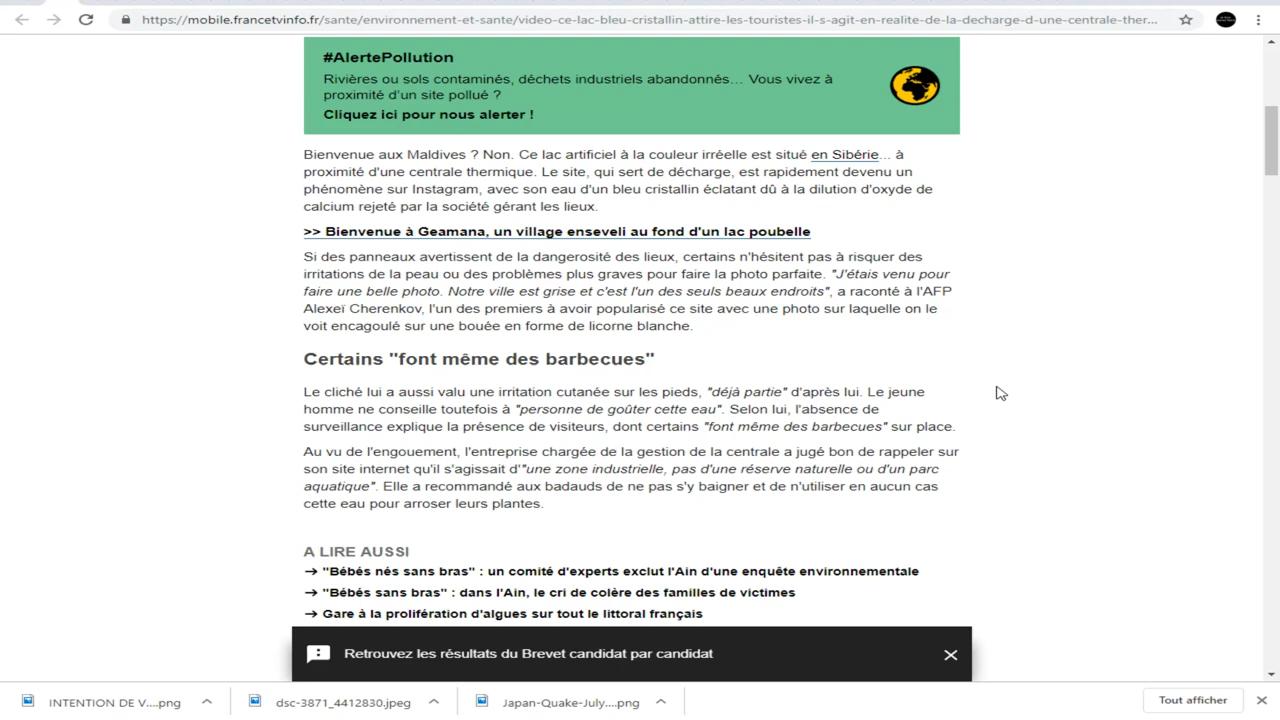 https://mobile.francetvinfo.fr/sante/environnement-et-sante/video-ce-lac-bleu-cristallin-attire-les-touristes-il-s-agit-en-realite-de-la-decharge-d-une-centrale-ther...
#AlertePollution
Rivières ou sols contaminés, déchets industriels abandonnés… Vous vivez à
proximité d'un site pollué ?
Cliquez ici pour nous alerter !
Bienvenue aux Maldives ? Non. Ce lac artificiel à la couleur irréelle est situé en Sibérie... à
proximité d'une centrale thermique. Le site, qui sert de décharge, est rapidement devenu un
phénomène sur Instagram, avec son eau d'un bleu cristallin éclatant dû à la dilution d'oxyde de
calcium rejeté par la société gérant les lieux.
>> Bienvenue à Geamana, un village enseveli au fond d'un lac poubelle
Si des panneaux avertissent de la dangerosité des lieux, certains n'hésitent pas à risquer des
irritations de la peau ou des problèmes plus graves pour faire la photo parfaite. "J'étais venu pour
faire une belle photo. Notre ville est grise et c'est l'un des seuls beaux endroits", a raconté à l'AFP
Alexeï Cherenkov, l'un des premiers à avoir popularisé ce site avec une photo sur laquelle on le
voit encagoulé sur une bouée en forme de licorne blanche.
Certains "font même des barbecues"
Le cliché lui a aussi valu une irritation cutanée sur les pieds, "déjà partie" d'après lui. Le jeune
homme ne conseille toutefois à "personne de goûter cette eau". Selon lui, l'absence de
surveillance explique la présence de visiteurs, dont certains "font même des barbecues" sur place.
Au vu de l'engouement, l'entreprise chargée de la gestion de la centrale a jugé bon de rappeler sur
son site internet qu'il s'agissait d'"une zone industrielle, pas d'une réserve naturelle ou d'un parc
aquatique". Elle a recommandé aux badauds de ne pas s'y baigner et de n'utiliser en aucun cas
cette eau pour arroser leurs plantes.
A LIRE AUSSI
→ "Bébés nés sans bras" : un comité d'experts exclut l'Ain d'une enquête environnementale
→ "Bébés sans bras" : dans l'Ain, le cri de colère des familles de victimes
→ Gare à la prolifération d'algues sur tout le littoral français
Retrouvez les résultats du Brevet candidat par candidat
INTENTION DE V....png
dsc-3871_4412830.jpeg
Japan-Quake-July....png
Tout afficher